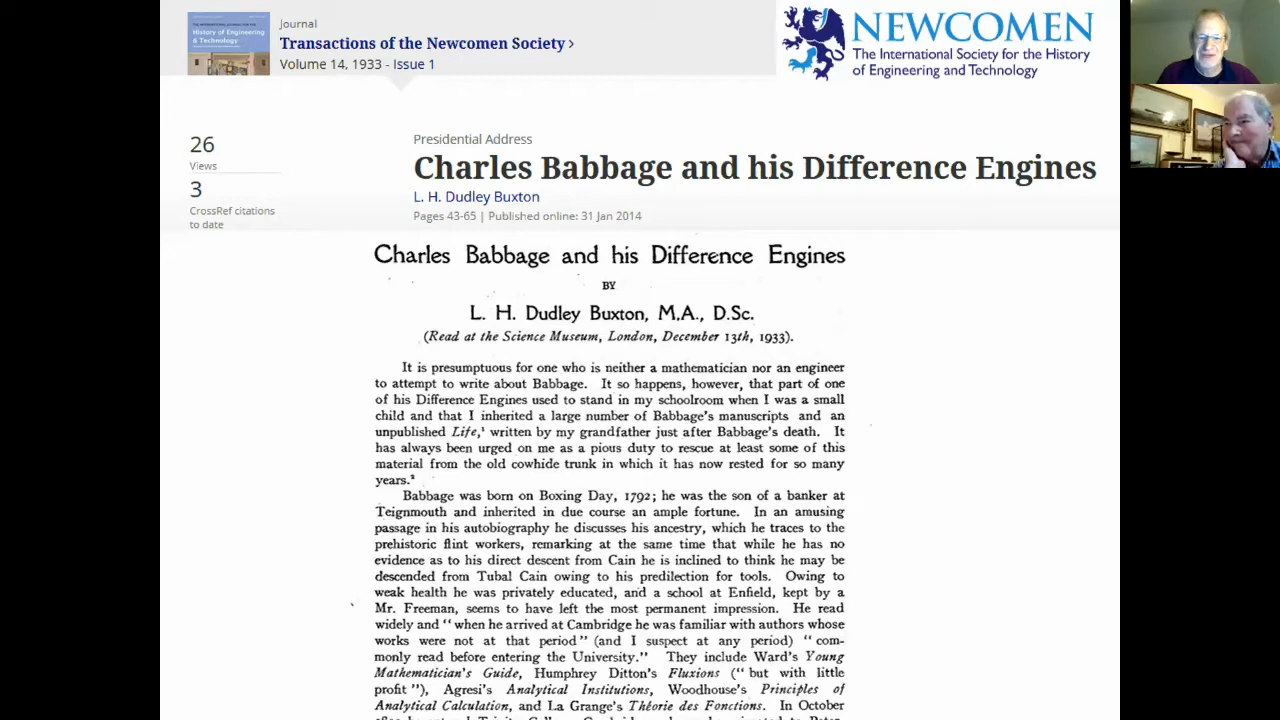 THE INTERNATIONAL JOURNAL FOR THE
History of Engineering
& Technology
Journal
Transactions of the Newcomen Society >
Volume 14, 1933 - Issue 1
NEWCOMEN
The International Society for the History
of Engineering and Technology
26
Views
3
CrossRef citations
to date
Presidential Address
Charles Babbage and his Difference Engines
L. H. Dudley Buxton
Pages 43-65 | Published online: 31 Jan 2014
Charles Babbage and his Difference Engines
BY
L. H. Dudley Buxton, M.A., D.Sc.
(Read at the Science Museum, London, December 13th, 1933).
It is presumptuous for one who is neither a mathematician nor an engineer
to attempt to write about Babbage. It so happens, however, that part of one
of his Difference Engines used to stand in my schoolroom when I was a small
child and that I inherited a large number of Babbage's manuscripts and an
unpublished Life,¹ written by my grandfather just after Babbage's death. It
has always been urged on me as a pious duty to rescue at least some of this
material from the old cowhide trunk in which it has now rested for so many
years.²
Babbage was born on Boxing Day, 1792; he was the son of a banker at
Teignmouth and inherited in due course an ample fortune. In an amusing
passage in his autobiography he discusses his ancestry, which he traces to the
prehistoric flint workers, remarking at the same time that while he has no
evidence as to his direct descent from Cain he is inclined to think he may be
descended from Tubal Cain owing to his predilection for tools. Owing to
weak health he was privately educated, and a school at Enfield, kept by a
Mr. Freeman, seems to have left the most permanent impression. He read
widely and "when he arrived at Cambridge he was familiar with authors whose
works were not at that period" (and I suspect at any period) "com-
monly read before entering the University." They include Ward's Young
Mathematician's Guide, Humphrey Ditton's Fluxions ("but with little
profit"), Agresi's Analytical Institutions, Woodhouse's Principles of
Analytical Calculation, and La Grange's Théorie des Fonctions. In October